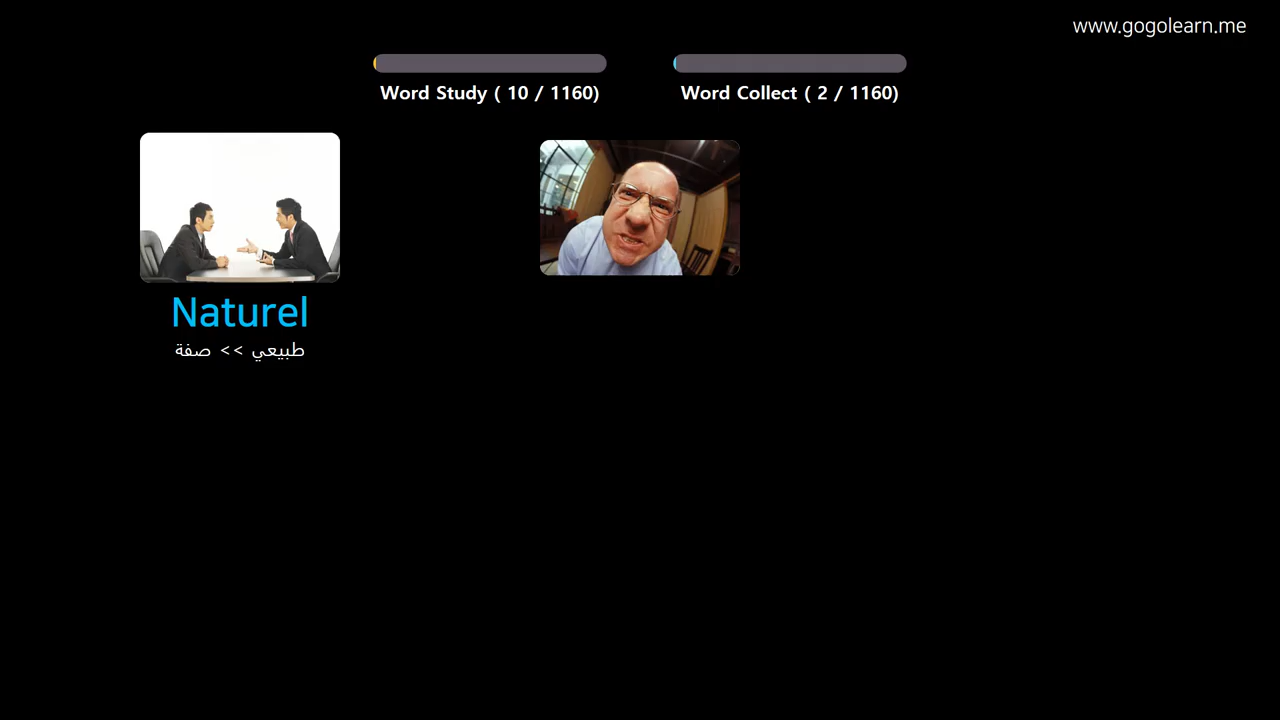 www.gogolearn.me
Word Study ( 10 / 1160)
Word Collect ( 2 / 1160)
Naturel
طبيعي >> صفة